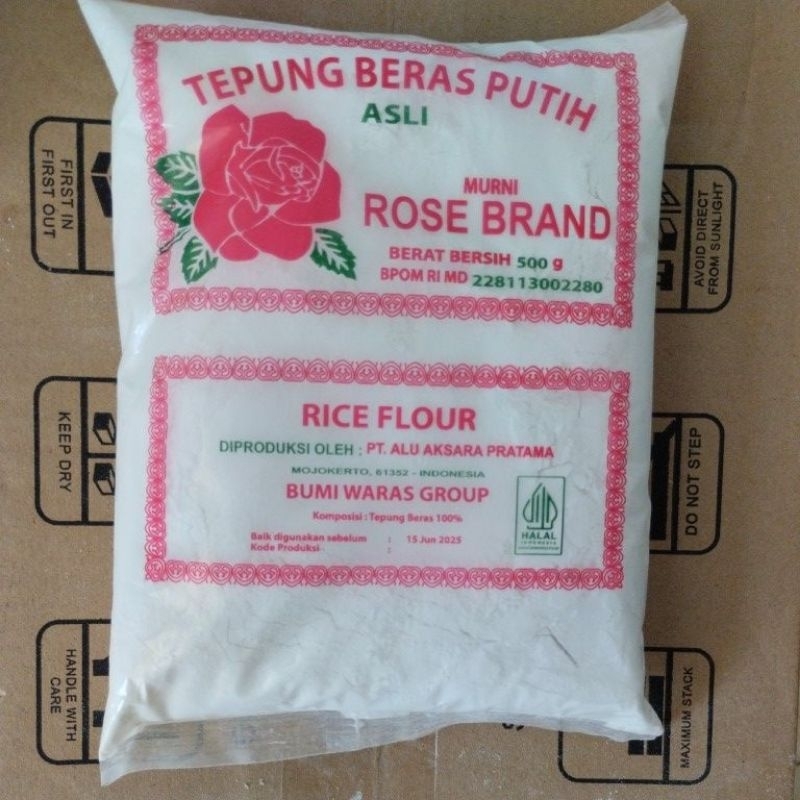 TEPUNG BERAS PUTIH
ASLI
MURNI
ROSE BRAND
BERAT BERSIH 500 g
BPOM RI MD 228113002280
RICE FLOUR
DIPRODUKSI OLEH : PT. ALU AKSARA PRATAMA
MOJOKERTO, 61352 - INDONESIA
BUMI WARAS GROUP
Komposisi : Tepung Beras 100%
Baik digunakan sebelum : 15 Jun 2025
Kode Produksi :
HALAL
INDONESIA
FIRST IN
FIRST OUT
KEEP DRY
HANDLE WITH
CARE
AVOID DIRECT
FROM SUNLIGHT
DO NOT STEP
MAXIMUM STACK